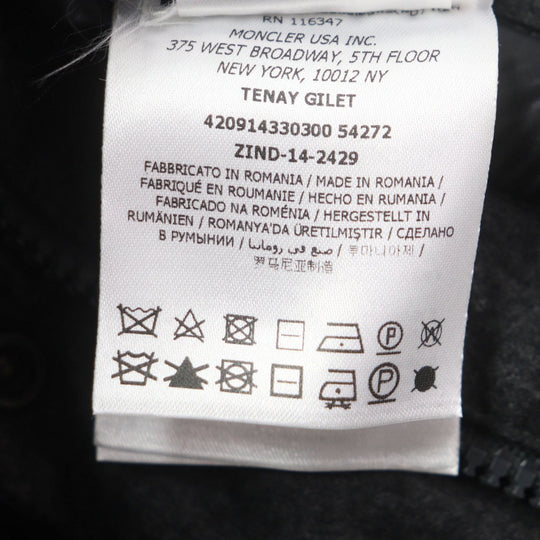 RN 116347
MONCLER USA INC.
375 WEST BROADWAY, 5TH FLOOR
NEW YORK, 10012 NY
TENAY GILET
420914330300 54272
ZIND-14-2429
FABBRICATO IN ROMANIA / MADE IN ROMANIA /
FABRIQUÉ EN ROUMANIE / HECHO EN RUMANIA /
FABRICADO NA ROMÉNIA / HERGESTELLT IN
RUMÄNIEN / ROMANYA'DA ÜRETILMIŞTIR / СДЕЛАНО
В РУМЫНИИ / صنع في رومانيا / 루마니아제 /
罗马尼亚制造
P W
P